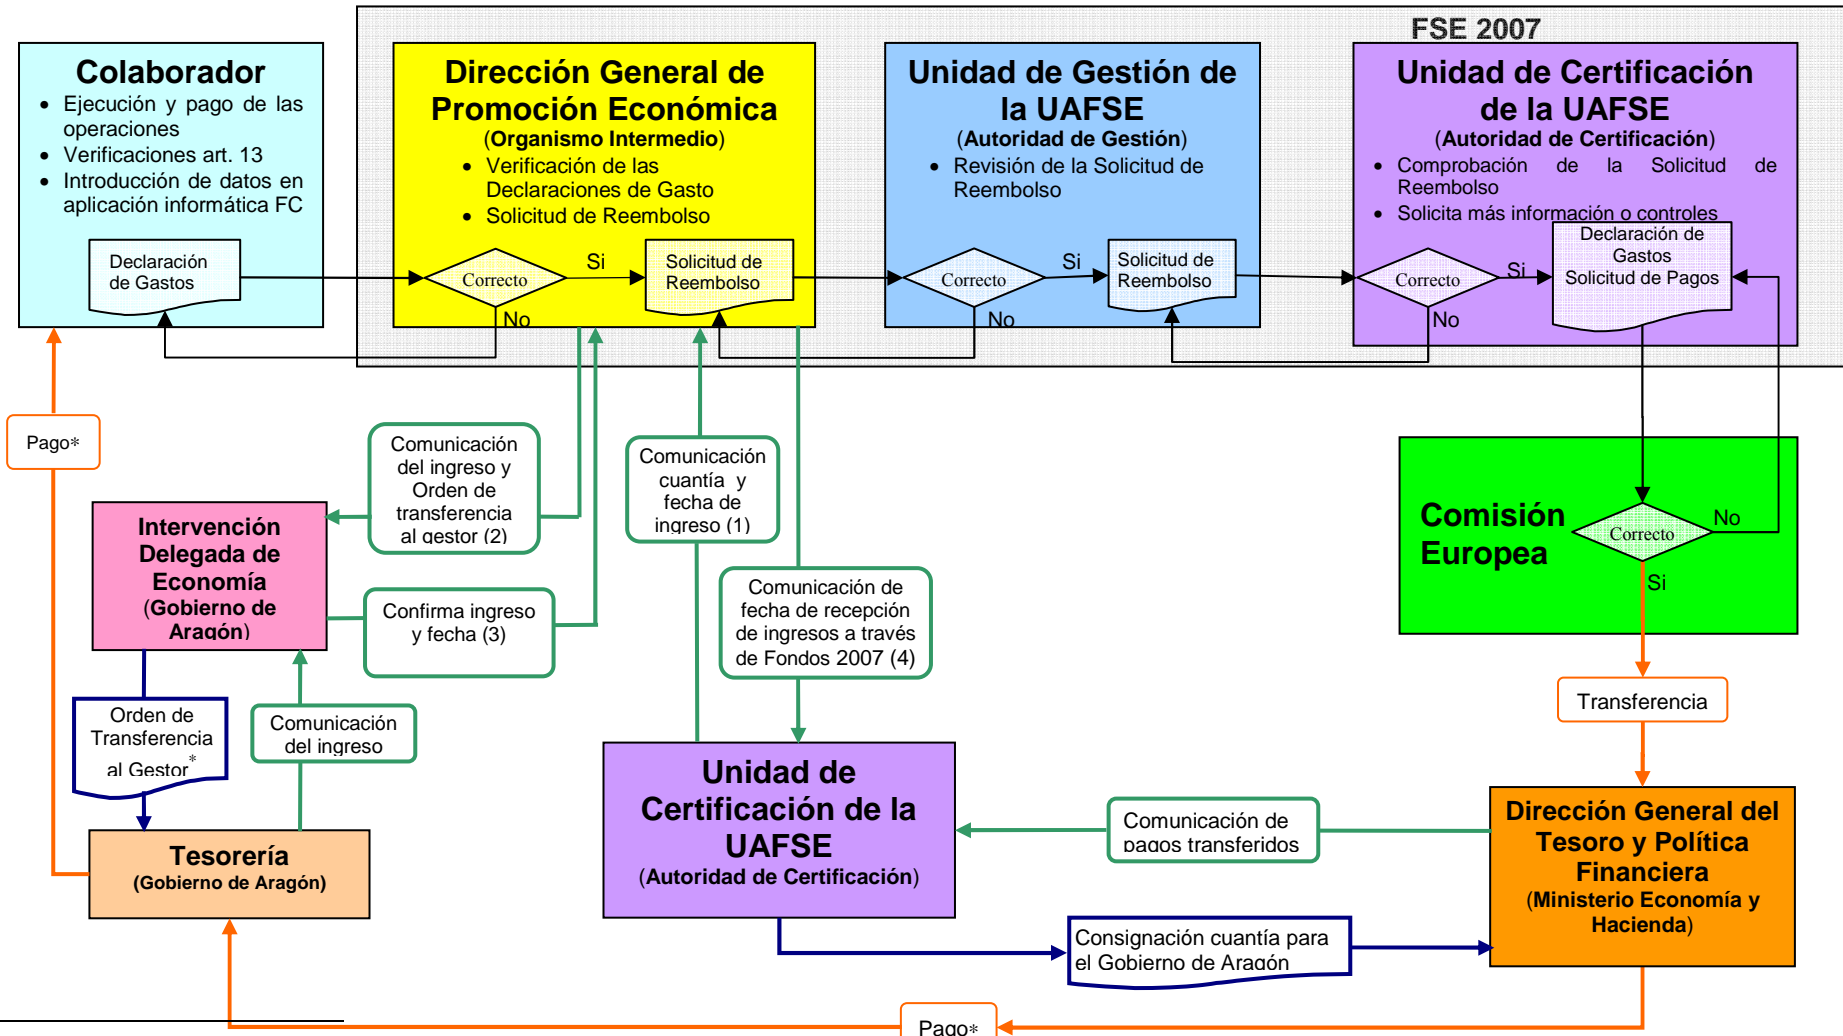 FSE 2007
Colaborador
• Ejecución y pago de las
operaciones
• Verificaciones art. 13
• Introducción de datos en
aplicación informática FC
Declaración
de Gastos
Dirección General de
Promoción Económica
(Organismo Intermedio)
• Verificación de las
Declaraciones de Gasto
• Solicitud de Reembolso
Correcto
Si
No
Solicitud de
Reembolso
Unidad de Gestión de
la UAFSE
(Autoridad de Gestión)
• Revisión de la Solicitud de
Reembolso
Correcto
Si
No
Solicitud de
Reembolso
Unidad de Certificación
de la UAFSE
(Autoridad de Certificación)
• Comprobación de la Solicitud de
Reembolso
• Solicita más información o controles
Correcto
Si
No
Declaración de
Gastos
Solicitud de Pagos
Pago*
Comunicación
del ingreso y
Orden de
transferencia
al gestor (2)
Comunicación
cuantía y
fecha de
ingreso (1)
Comisión
Europea
Correcto
No
Si
Intervención
Delegada de
Economía
(Gobierno de
Aragón)
Confirma ingreso
y fecha (3)
Comunicación de
fecha de recepción
de ingresos a través
de Fondos 2007 (4)
Transferencia
Orden de
Transferencia
al Gestor*
Comunicación
del ingreso
Unidad de
Certificación de la
UAFSE
(Autoridad de Certificación)
Comunicación de
pagos transferidos
Dirección General del
Tesoro y Política
Financiera
(Ministerio Economía y
Hacienda)
Tesorería
(Gobierno de Aragón)
Consignación cuantía para
el Gobierno de Aragón
Pago*